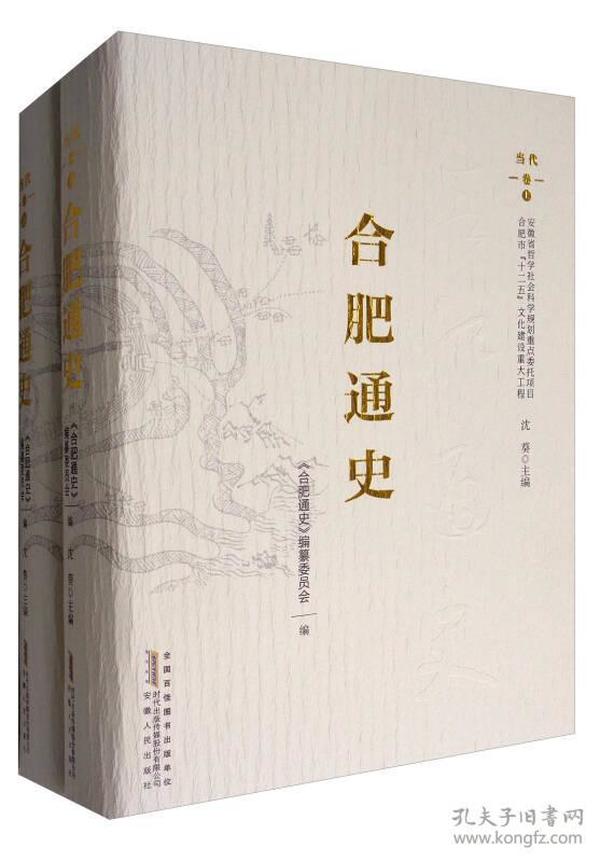 当代
卷
上
安徽省哲学社会科学规划重点委托项目
合肥市“十二五”文化建设重大工程
沈 葵○主编
合肥通史
《合肥通史》编纂委员会 编
全国百佳图书出版单位
时代出版传媒股份有限公司
安徽人民出版社
合肥通史
《合肥通史》
编纂委员会 编
沈 葵○主编
合肥通史
《合肥通史》
编纂委员会 编
沈 葵○主编
孔夫子旧书网
www.kongfz.com